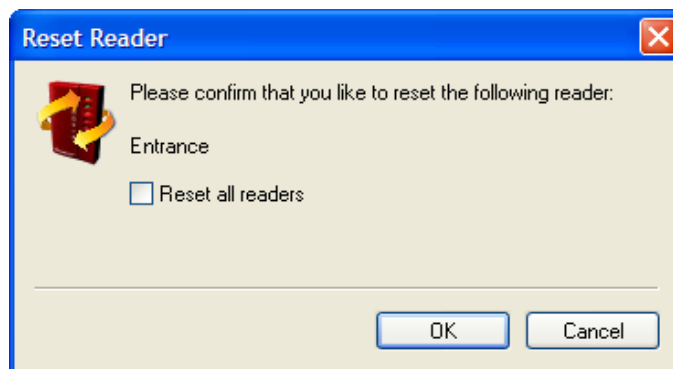 Reset Reader
Please confirm that you like to reset the following reader:
Entrance
Reset all readers
OK
Cancel